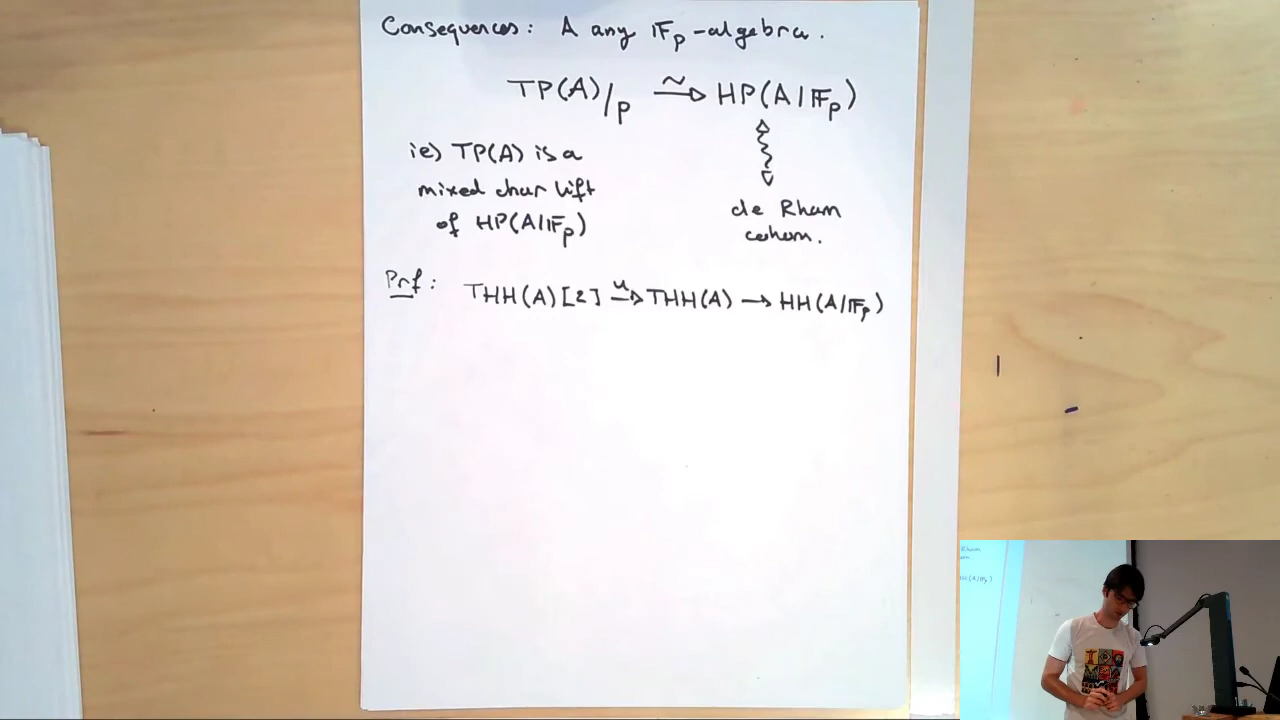 Consequences: A any 𝔽p-algebra.
TP(A)/p ⥲ HP(A|𝔽p)
ie) TP(A) is a
mixed char lift
of HP(A|𝔽p)
de Rham
cohom.
Prf: THH(A)[2] →u THH(A) → HH(A/𝔽p)